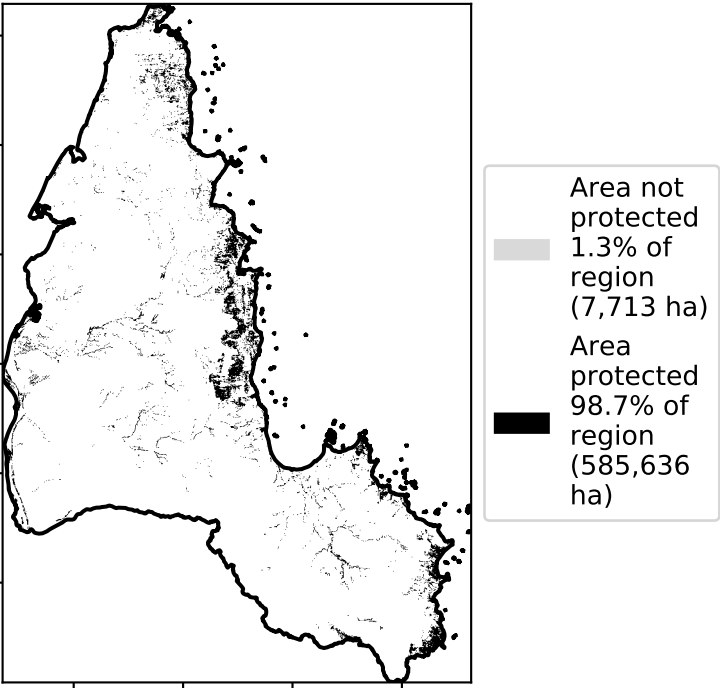 Area not
protected
1.3% of
region
(7,713 ha)
Area
protected
98.7% of
region
(585,636
ha)